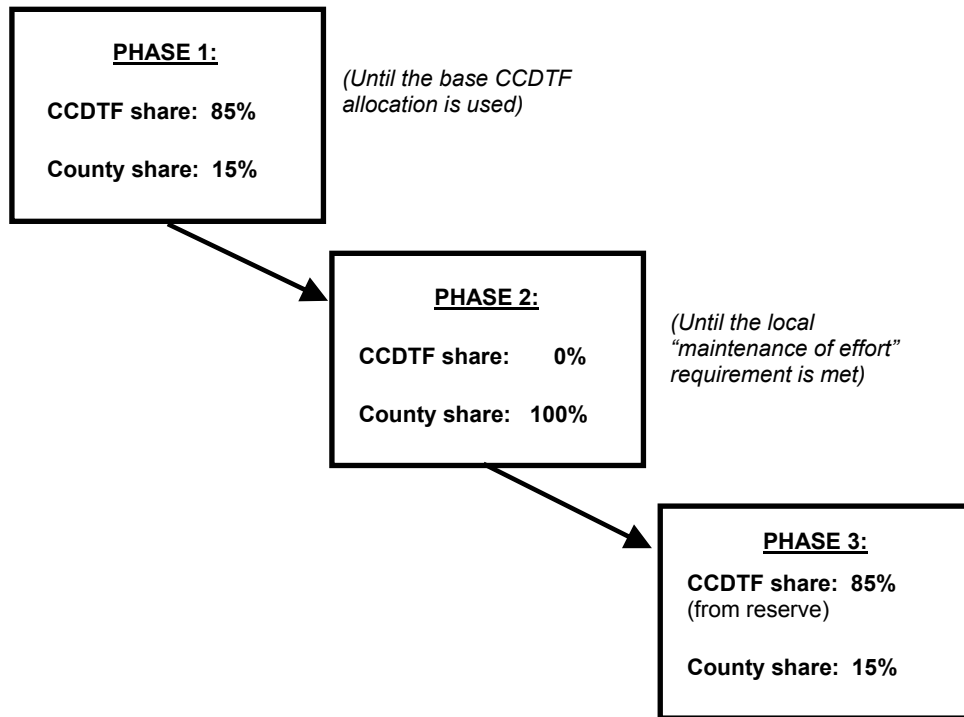 PHASE 1:
CCDTF share: 85%
County share: 15%
(Until the base CCDTF
allocation is used)
PHASE 2:
CCDTF share: 0%
County share: 100%
(Until the local
“maintenance of effort”
requirement is met)
PHASE 3:
CCDTF share: 85%
(from reserve)
County share: 15%